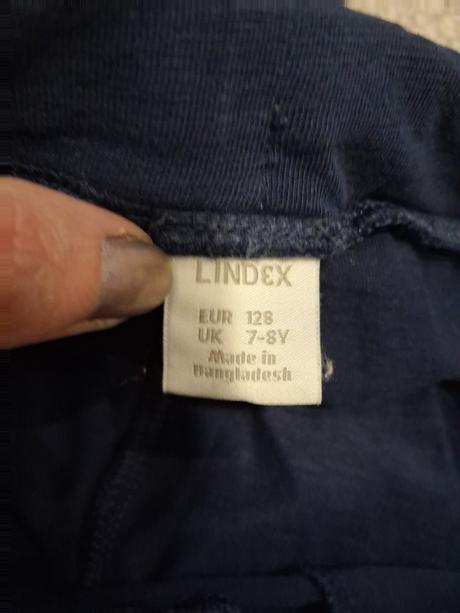 LINDEX
EUR 128
UK 7-8Y
Made in
Bangladesh